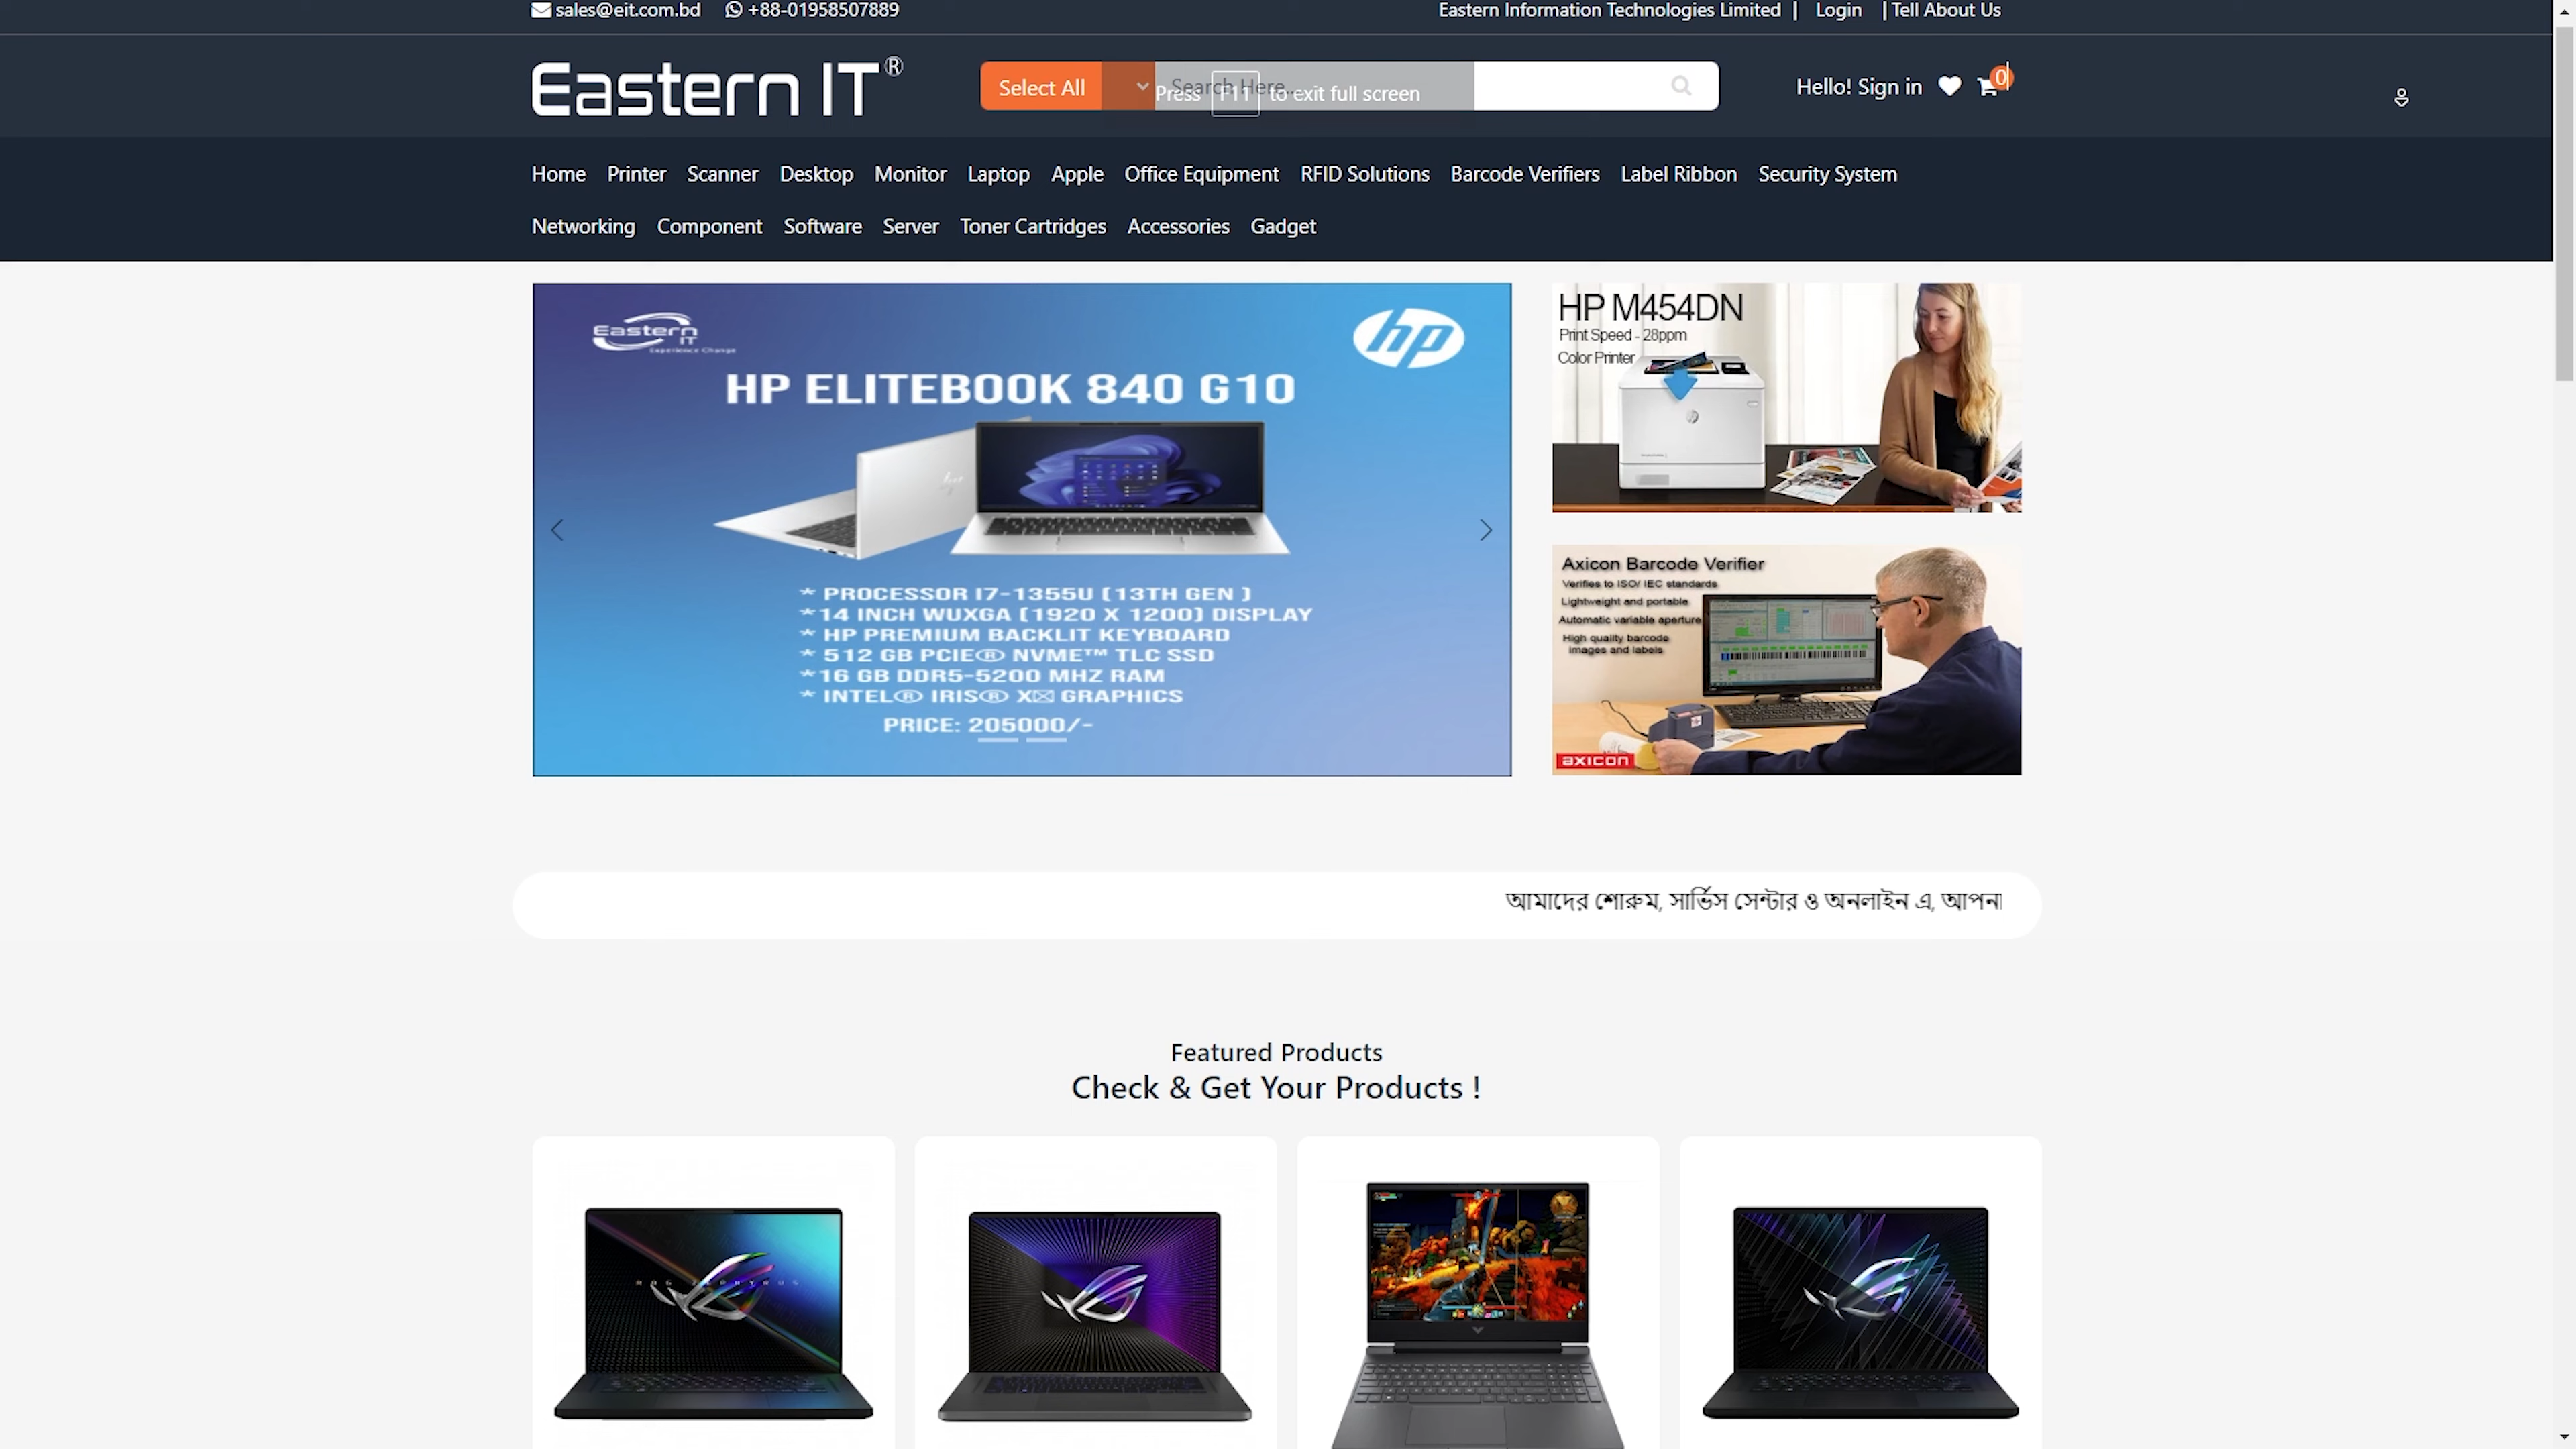 sales@eit.com.bd +88-01958507889 Eastern Information Technologies Limited | Login | Tell About Us
Eastern IT® Select All Search Here... Hello! Sign in 0
Press F11 to exit full screen
Home Printer Scanner Desktop Monitor Laptop Apple Office Equipment RFID Solutions Barcode Verifiers Label Ribbon Security System
Networking Component Software Server Toner Cartridges Accessories Gadget
Eastern IT
Experience Change
hp
HP ELITEBOOK 840 G10
* PROCESSOR I7-1355U (13TH GEN )
*14 INCH WUXGA (1920 X 1200) DISPLAY
* HP PREMIUM BACKLIT KEYBOARD
* 512 GB PCIE® NVME™ TLC SSD
*16 GB DDR5-5200 MHZ RAM
* INTEL® IRIS® X☒ GRAPHICS
PRICE: 205000/-
HP M454DN
Print Speed - 28ppm
Color Printer
Axicon Barcode Verifier
Verifies to ISO/ IEC standards
Lightweight and portable
Automatic variable aperture
High quality barcode
images and labels
axicon
আমাদের শোরুম, সার্ভিস সেন্টার ও অনলাইন এ, আপন
Featured Products
Check & Get Your Products !
ROG ZEPHYRUS